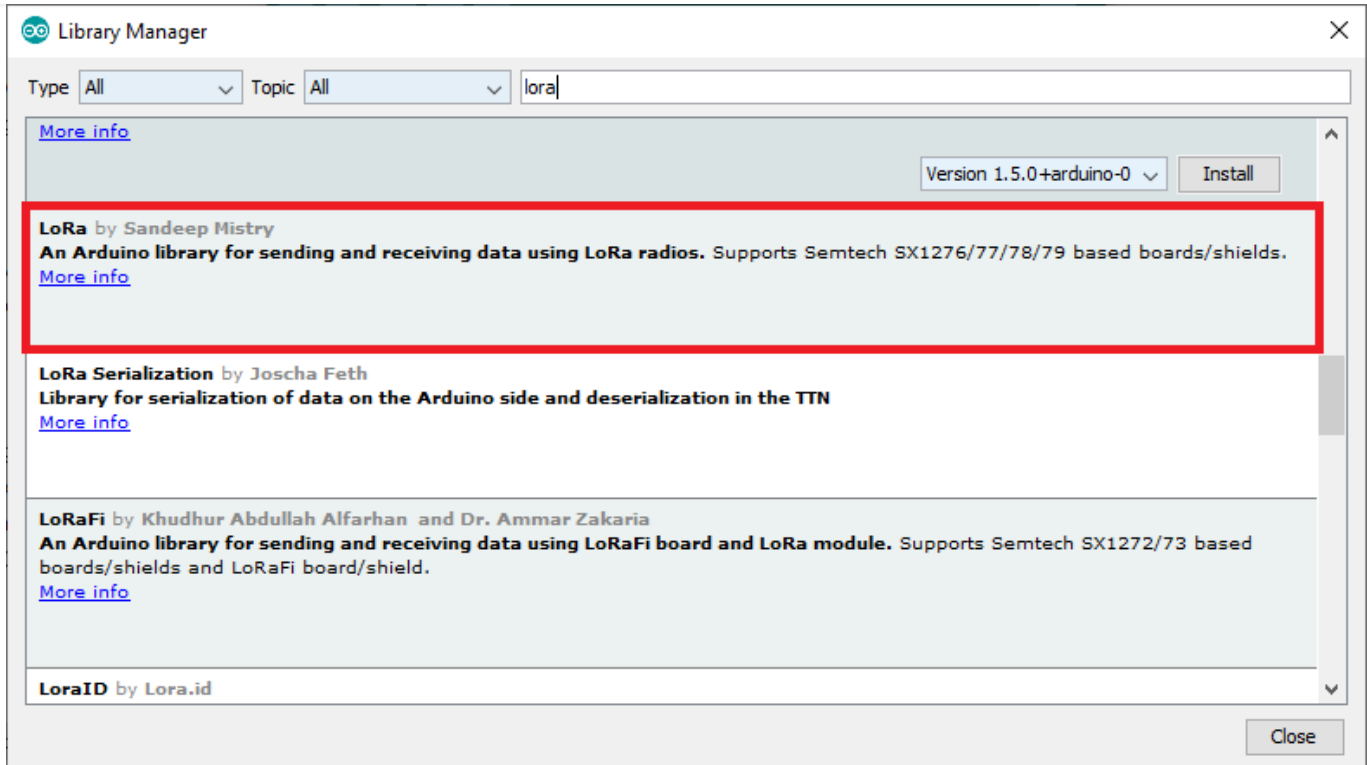 Library Manager
Type All Topic All lora
More info
Version 1.5.0+arduino-0 Install
LoRa by Sandeep Mistry
An Arduino library for sending and receiving data using LoRa radios. Supports Semtech SX1276/77/78/79 based boards/shields.
More info
LoRa Serialization by Joscha Feth
Library for serialization of data on the Arduino side and deserialization in the TTN
More info
LoRaFi by Khudhur Abdullah Alfarhan and Dr. Ammar Zakaria
An Arduino library for sending and receiving data using LoRaFi board and LoRa module. Supports Semtech SX1272/73 based
boards/shields and LoRaFi board/shield.
More info
LoraID by Lora.id
Close